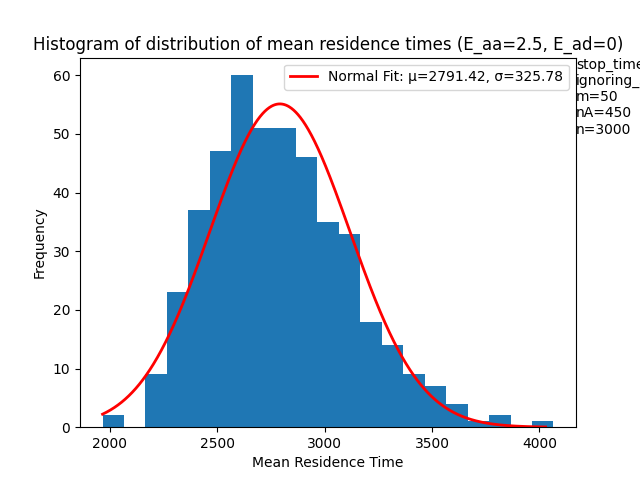 Histogram of distribution of mean residence times (E_aa=2.5, E_ad=0)
Normal Fit: μ=2791.42, σ=325.78
stop_time
ignoring_
m=50
nA=450
n=3000
Frequency
60
50
40
30
20
10
0
2000 2500 3000 3500 4000
Mean Residence Time